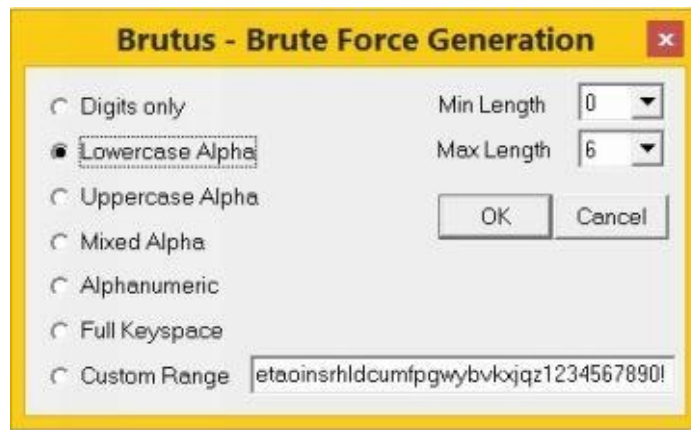 Brutus - Brute Force Generation
Digits only
Min Length 0
Lowercase Alpha
Max Length 6
Uppercase Alpha
OK Cancel
Mixed Alpha
Alphanumeric
Full Keyspace
Custom Range etaoinsrhldcumfpgwybvkxjqz1234567890!